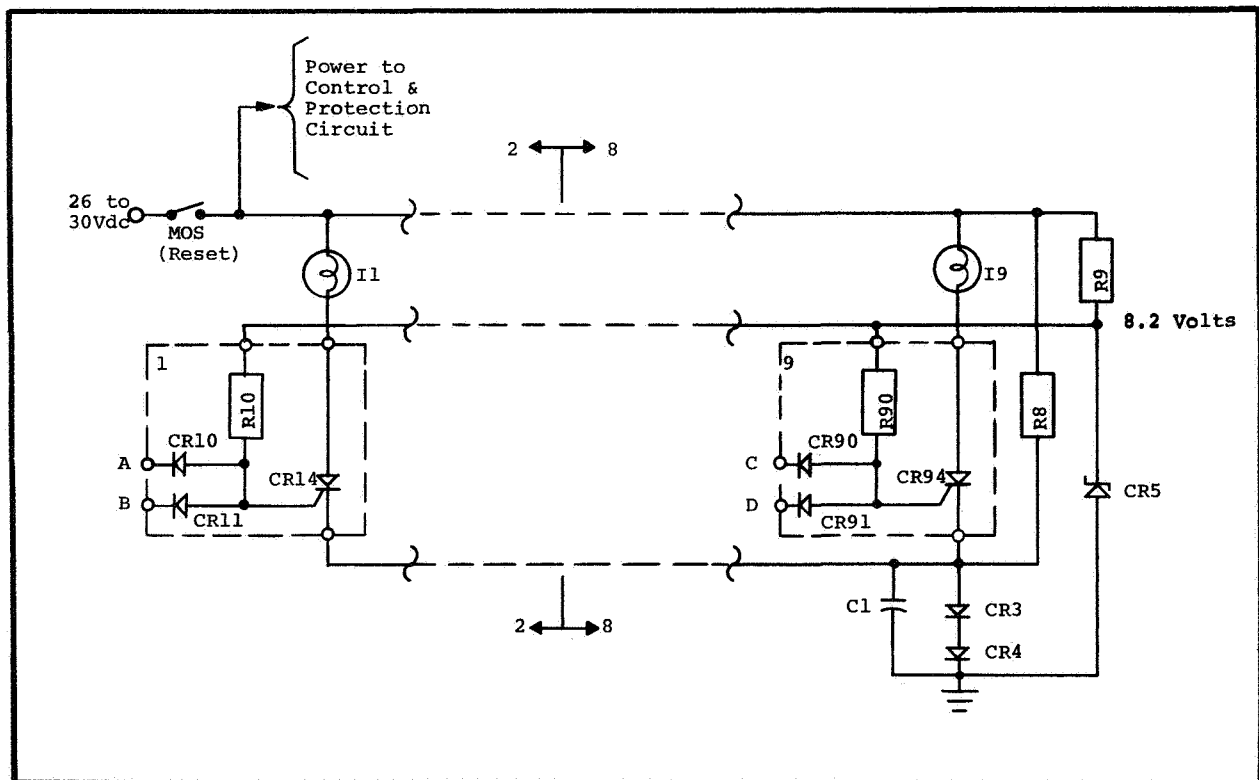 Power to
Control &
Protection
Circuit
2 8
26 to
30Vdc
MOS
(Reset)
I1
I9
R9
8.2 Volts
1
9
R10
R90
R8
CR10
CR90
A
CR14
C
CR94
CR5
B
D
CR11
CR91
C1
CR3
2 8
CR4